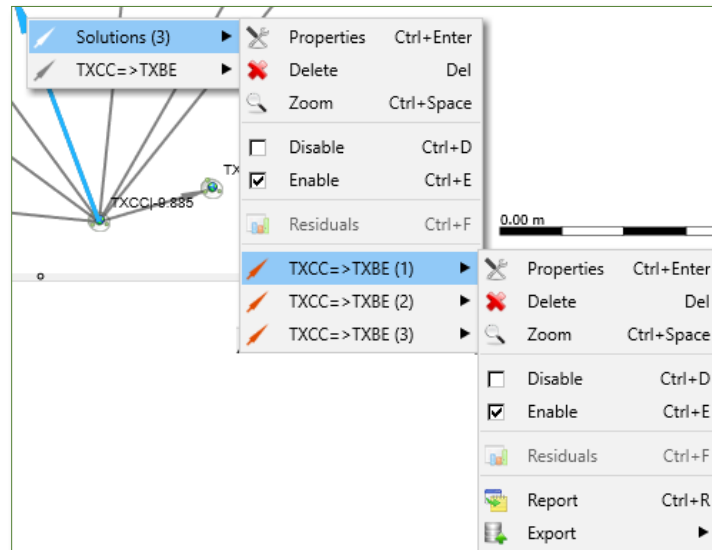 Solutions (3)
TXCC=>TXBE
Properties Ctrl+Enter
Delete Del
Zoom Ctrl+Space
Disable Ctrl+D
Enable Ctrl+E
Residuals Ctrl+F
TXCC=>TXBE (1)
TXCC=>TXBE (2)
TXCC=>TXBE (3)
TXCC|-9.885
TX
0.00 m
Properties Ctrl+Enter
Delete Del
Zoom Ctrl+Space
Disable Ctrl+D
Enable Ctrl+E
Residuals Ctrl+F
Report Ctrl+R
Export